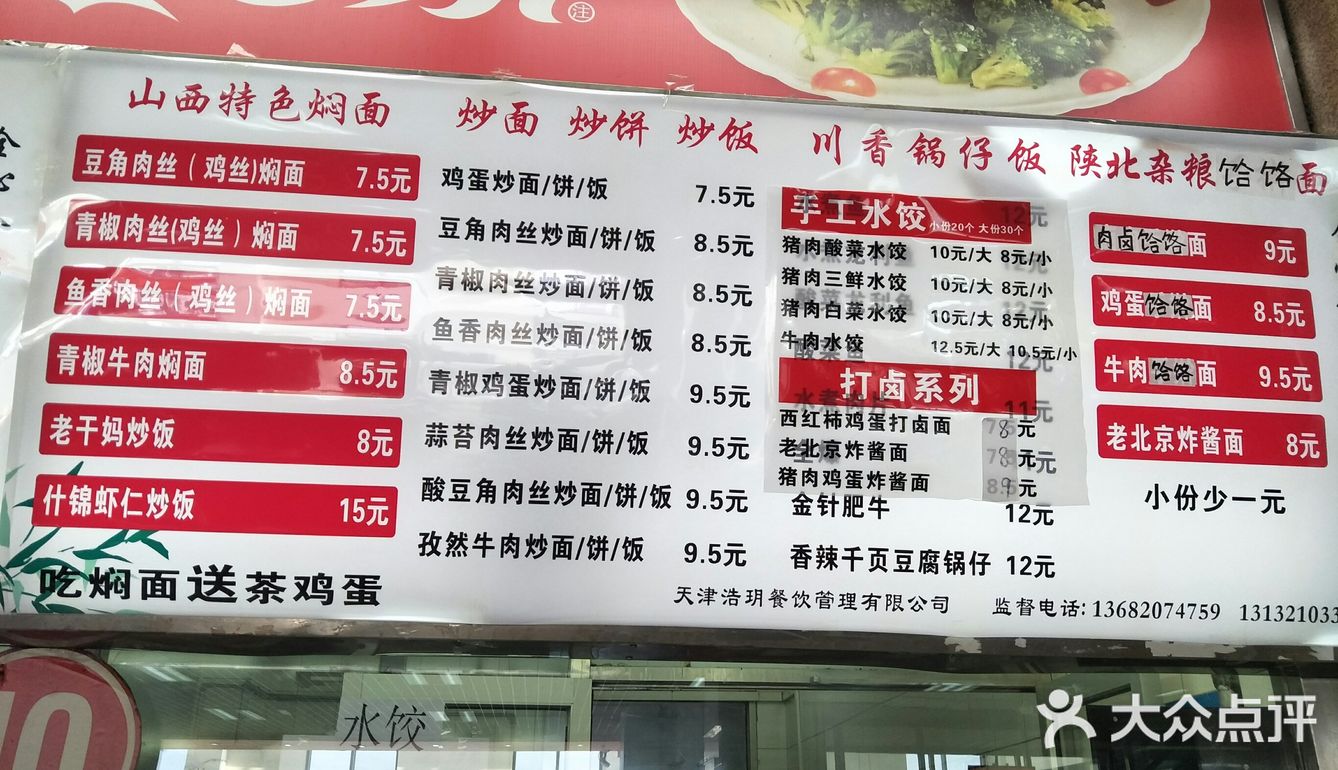 注
山西特色焖面
豆角肉丝（鸡丝)焖面 7.5元
青椒肉丝(鸡丝）焖面 7.5元
鱼香肉丝（鸡丝）焖面 7.5元
青椒牛肉焖面 8.5元
老干妈炒饭 8元
什锦虾仁炒饭 15元
吃焖面送茶鸡蛋
炒面 炒饼 炒饭
鸡蛋炒面/饼/饭 7.5元
豆角肉丝炒面/饼/饭 8.5元
青椒肉丝炒面/饼/饭 8.5元
鱼香肉丝炒面/饼/饭 8.5元
青椒鸡蛋炒面/饼/饭 9.5元
蒜苔肉丝炒面/饼/饭 9.5元
酸豆角肉丝炒面/饼/饭 9.5元
孜然牛肉炒面/饼/饭 9.5元
川香锅仔饭
手工水饺 小份20个 大份30个
猪肉酸菜水饺 10元/大 8元/小
猪肉三鲜水饺 10元/大 8元/小
猪肉白菜水饺 10元/大 8元/小
牛肉水饺 12.5元/大 10.5元/小
打卤系列
西红柿鸡蛋打卤面 8元
老北京炸酱面 8元
猪肉鸡蛋炸酱面 9元
金针肥牛 12元
香辣千页豆腐锅仔 12元
陕北杂粮饸饹面
肉卤饸饹面 9元
鸡蛋饸饹面 8.5元
牛肉饸饹面 9.5元
老北京炸酱面 8元
小份少一元
天津浩玥餐饮管理有限公司 监督电话:13682074759 131321033
水饺
大众点评